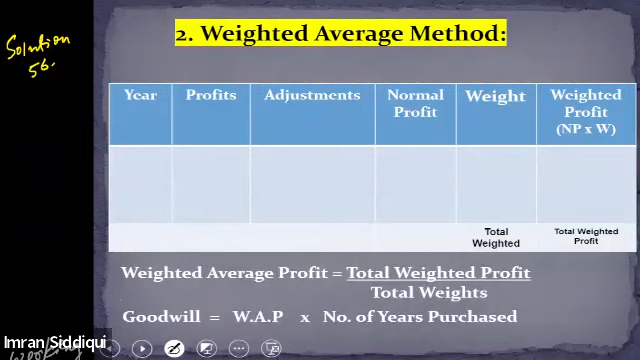 Solution
56.
2. Weighted Average Method:
Year Profits Adjustments Normal Profit Weight Weighted Profit (NP x W)
Total Weighted Total Weighted Profit
Weighted Average Profit = Total Weighted Profit
Total Weights
Goodwill = W.A.P x No. of Years Purchased
Imran Siddiqui